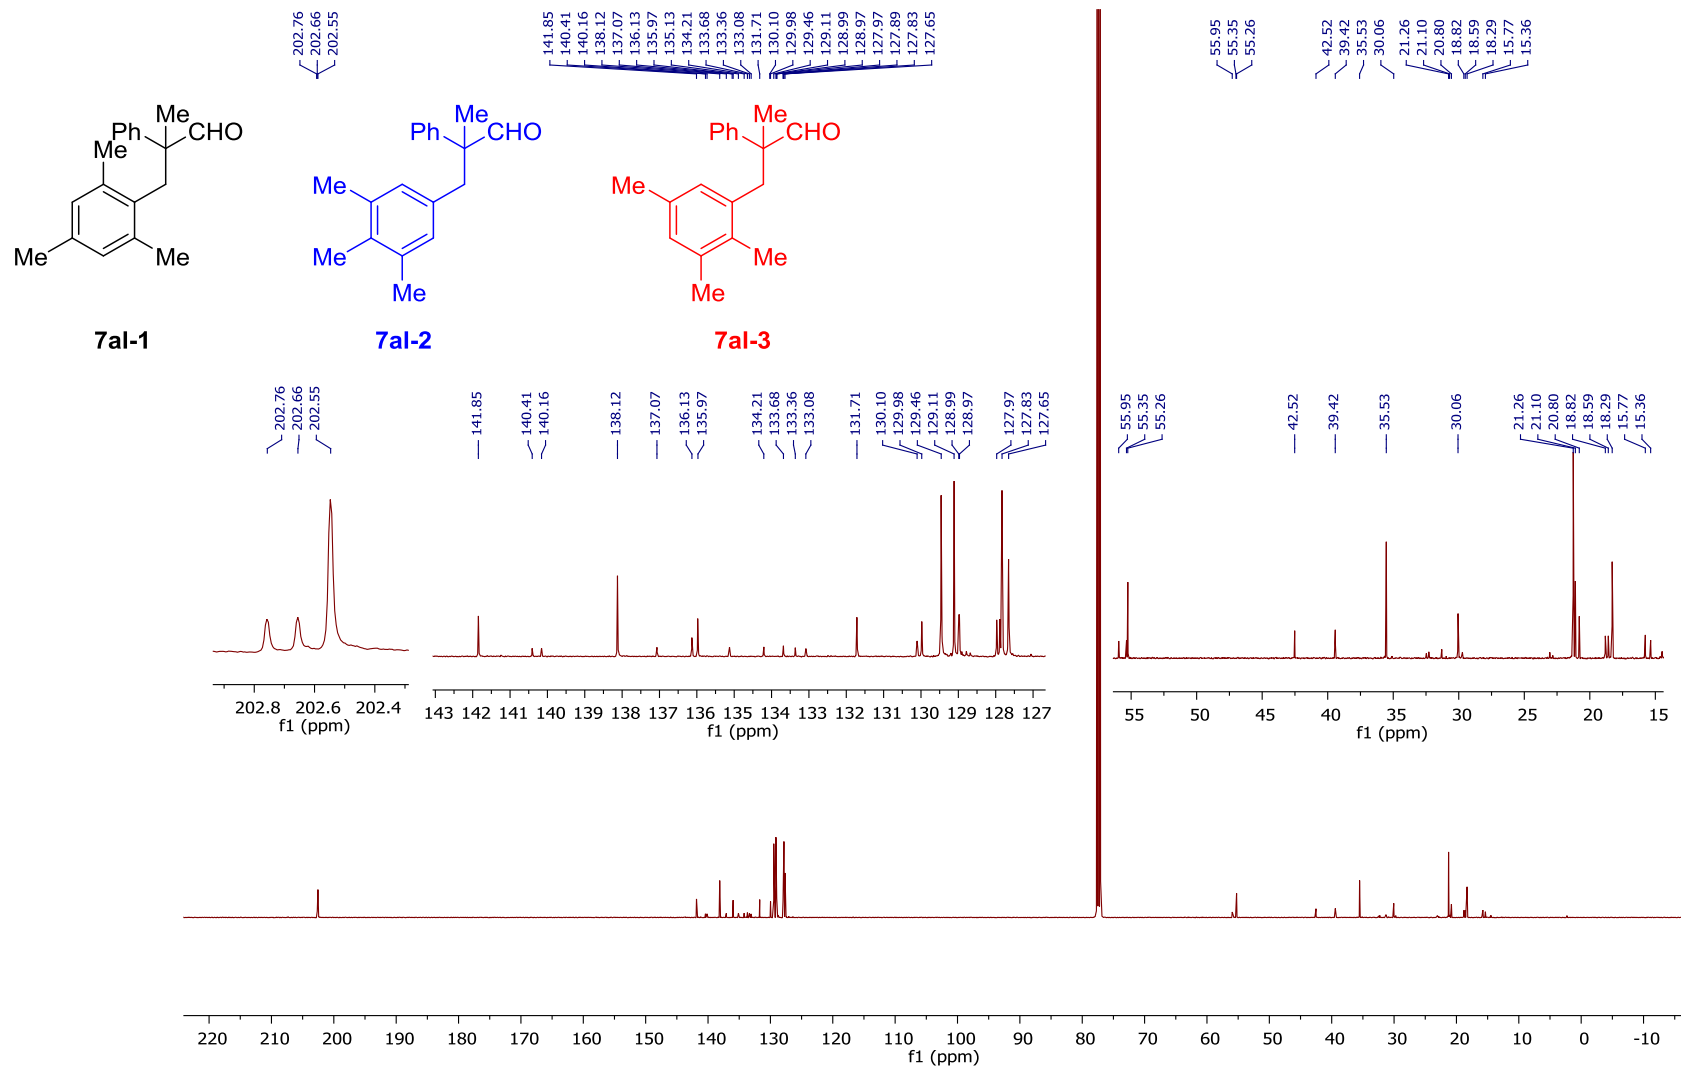 202.76
202.66
202.55
141.85
140.41
140.16
138.12
137.07
136.13
135.97
135.13
134.21
133.68
133.36
133.08
131.71
130.10
129.98
129.46
129.11
128.99
128.97
127.97
127.89
127.83
127.65
55.95
55.35
55.26
42.52
39.42
35.53
30.06
21.26
21.10
20.80
18.82
18.59
18.29
15.77
15.36
Me
Ph
CHO
Me
Me
Me
7al-1
Me
Ph
CHO
Me
Me
Me
7al-2
Me
Ph
CHO
Me
Me
Me
7al-3
202.76
202.66
202.55
202.8 202.6 202.4
f1 (ppm)
141.85
140.41
140.16
138.12
137.07
136.13
135.97
134.21
133.68
133.36
133.08
131.71
130.10
129.98
129.46
129.11
128.99
128.97
127.97
127.83
127.65
143 142 141 140 139 138 137 136 135 134 133 132 131 130 129 128 127
f1 (ppm)
55.95
55.35
55.26
42.52
39.42
35.53
30.06
21.26
21.10
20.80
18.82
18.59
18.29
15.77
15.36
55 50 45 40 35 30 25 20 15
f1 (ppm)
220 210 200 190 180 170 160 150 140 130 120 110 100 90 80 70 60 50 40 30 20 10 0 -10
f1 (ppm)